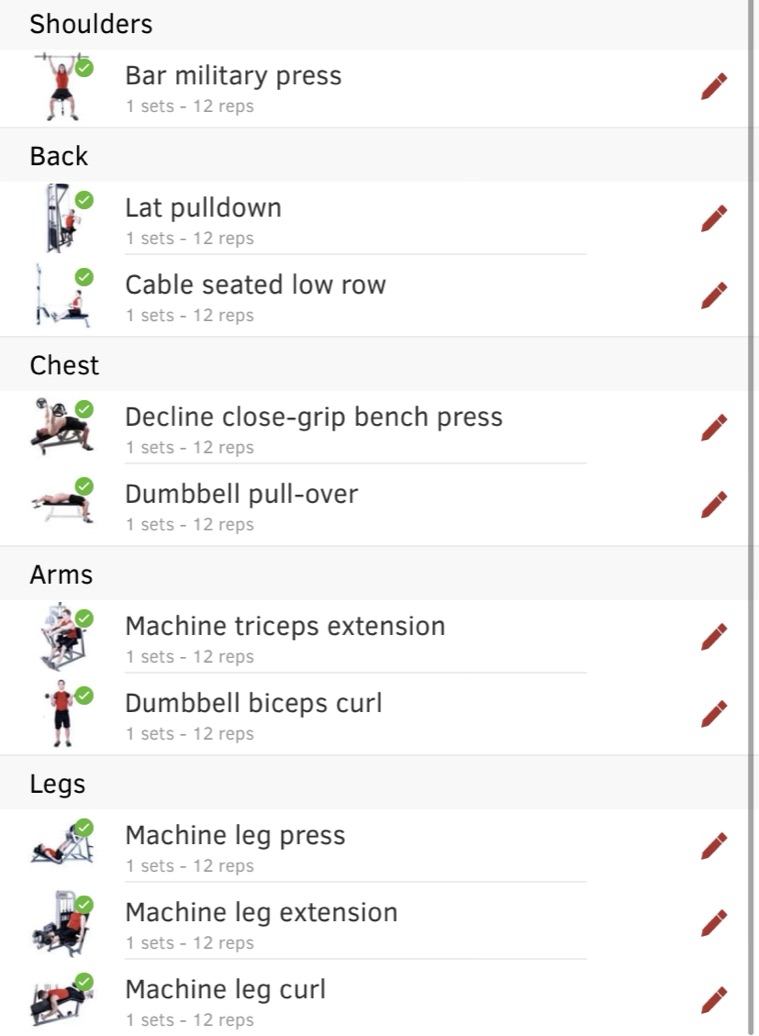 Shoulders
Bar military press
1 sets - 12 reps
Back
Lat pulldown
1 sets - 12 reps
Cable seated low row
1 sets - 12 reps
Chest
Decline close-grip bench press
1 sets - 12 reps
Dumbbell pull-over
1 sets - 12 reps
Arms
Machine triceps extension
1 sets - 12 reps
Dumbbell biceps curl
1 sets - 12 reps
Legs
Machine leg press
1 sets - 12 reps
Machine leg extension
1 sets - 12 reps
Machine leg curl
1 sets - 12 reps